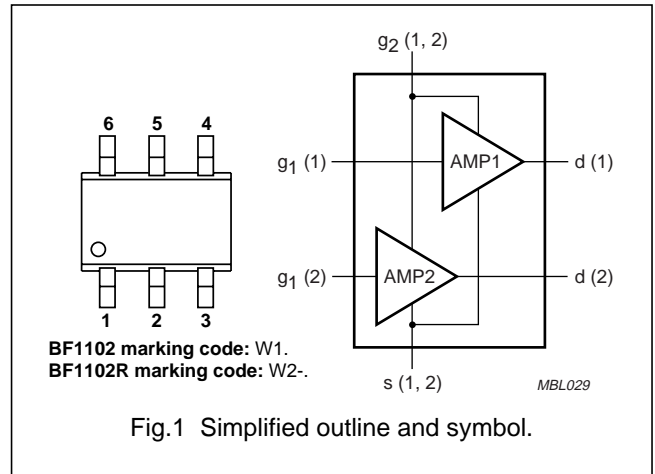 g2 (1, 2)
6 5 4
g1 (1)
AMP1
d (1)
g1 (2)
AMP2
d (2)
1 2 3
BF1102 marking code: W1.
BF1102R marking code: W2-.
s (1, 2)
MBL029
Fig.1 Simplified outline and symbol.